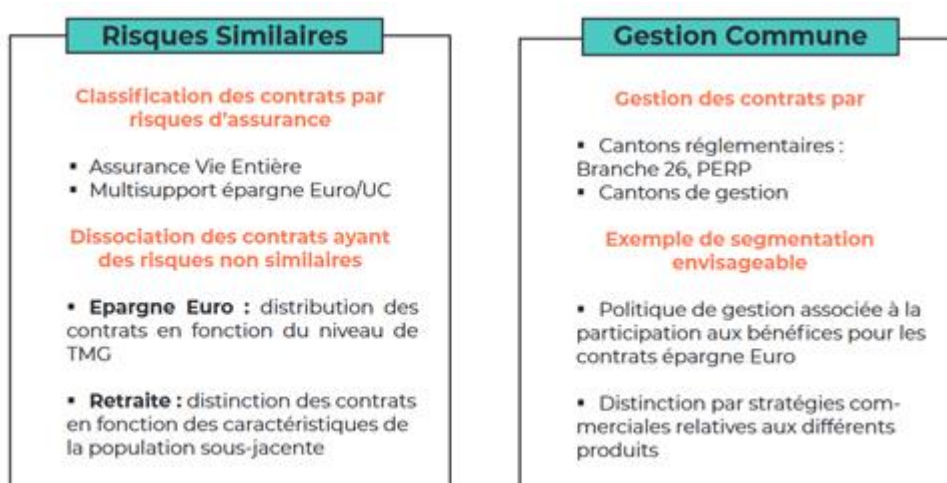 Risques Similaires
Classification des contrats par
risques d'assurance
▪ Assurance Vie Entière
▪ Multisupport épargne Euro/UC
Dissociation des contrats ayant
des risques non similaires
▪ Epargne Euro : distribution des
contrats en fonction du niveau de
TMG
▪ Retraite : distinction des contrats
en fonction des caractéristiques de
la population sous-jacente
Gestion Commune
Gestion des contrats par
▪ Cantons réglementaires :
Branche 26, PERP
▪ Cantons de gestion
Exemple de segmentation
envisageable
▪ Politique de gestion associée à la
participation aux bénéfices pour les
contrats épargne Euro
▪ Distinction par stratégies com-
merciales relatives aux différents
produits